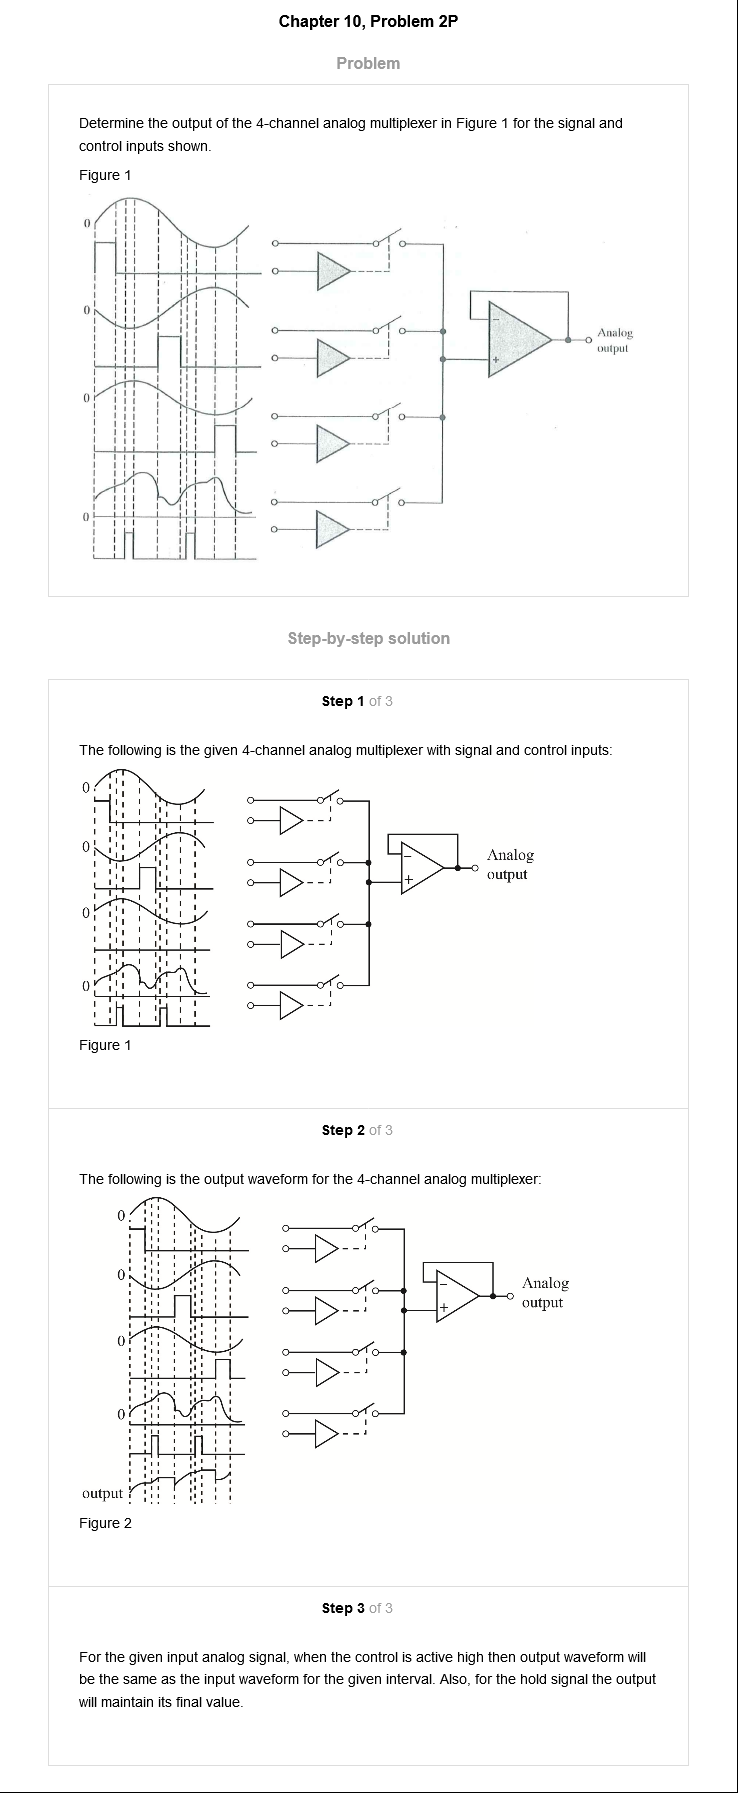 Chapter 10, Problem 2P
Problem
Determine the output of the 4-channel analog multiplexer in Figure 1 for the signal and
control inputs shown.
Figure 1
0
0
0
0
−
+
Analog
output
Step-by-step solution
Step 1 of 3
The following is the given 4-channel analog multiplexer with signal and control inputs:
0
0
0
0
−
+
Analog
output
Figure 1
Step 2 of 3
The following is the output waveform for the 4-channel analog multiplexer:
0
0
0
0
output
−
+
Analog
output
Figure 2
Step 3 of 3
For the given input analog signal, when the control is active high then output waveform will
be the same as the input waveform for the given interval. Also, for the hold signal the output
will maintain its final value.